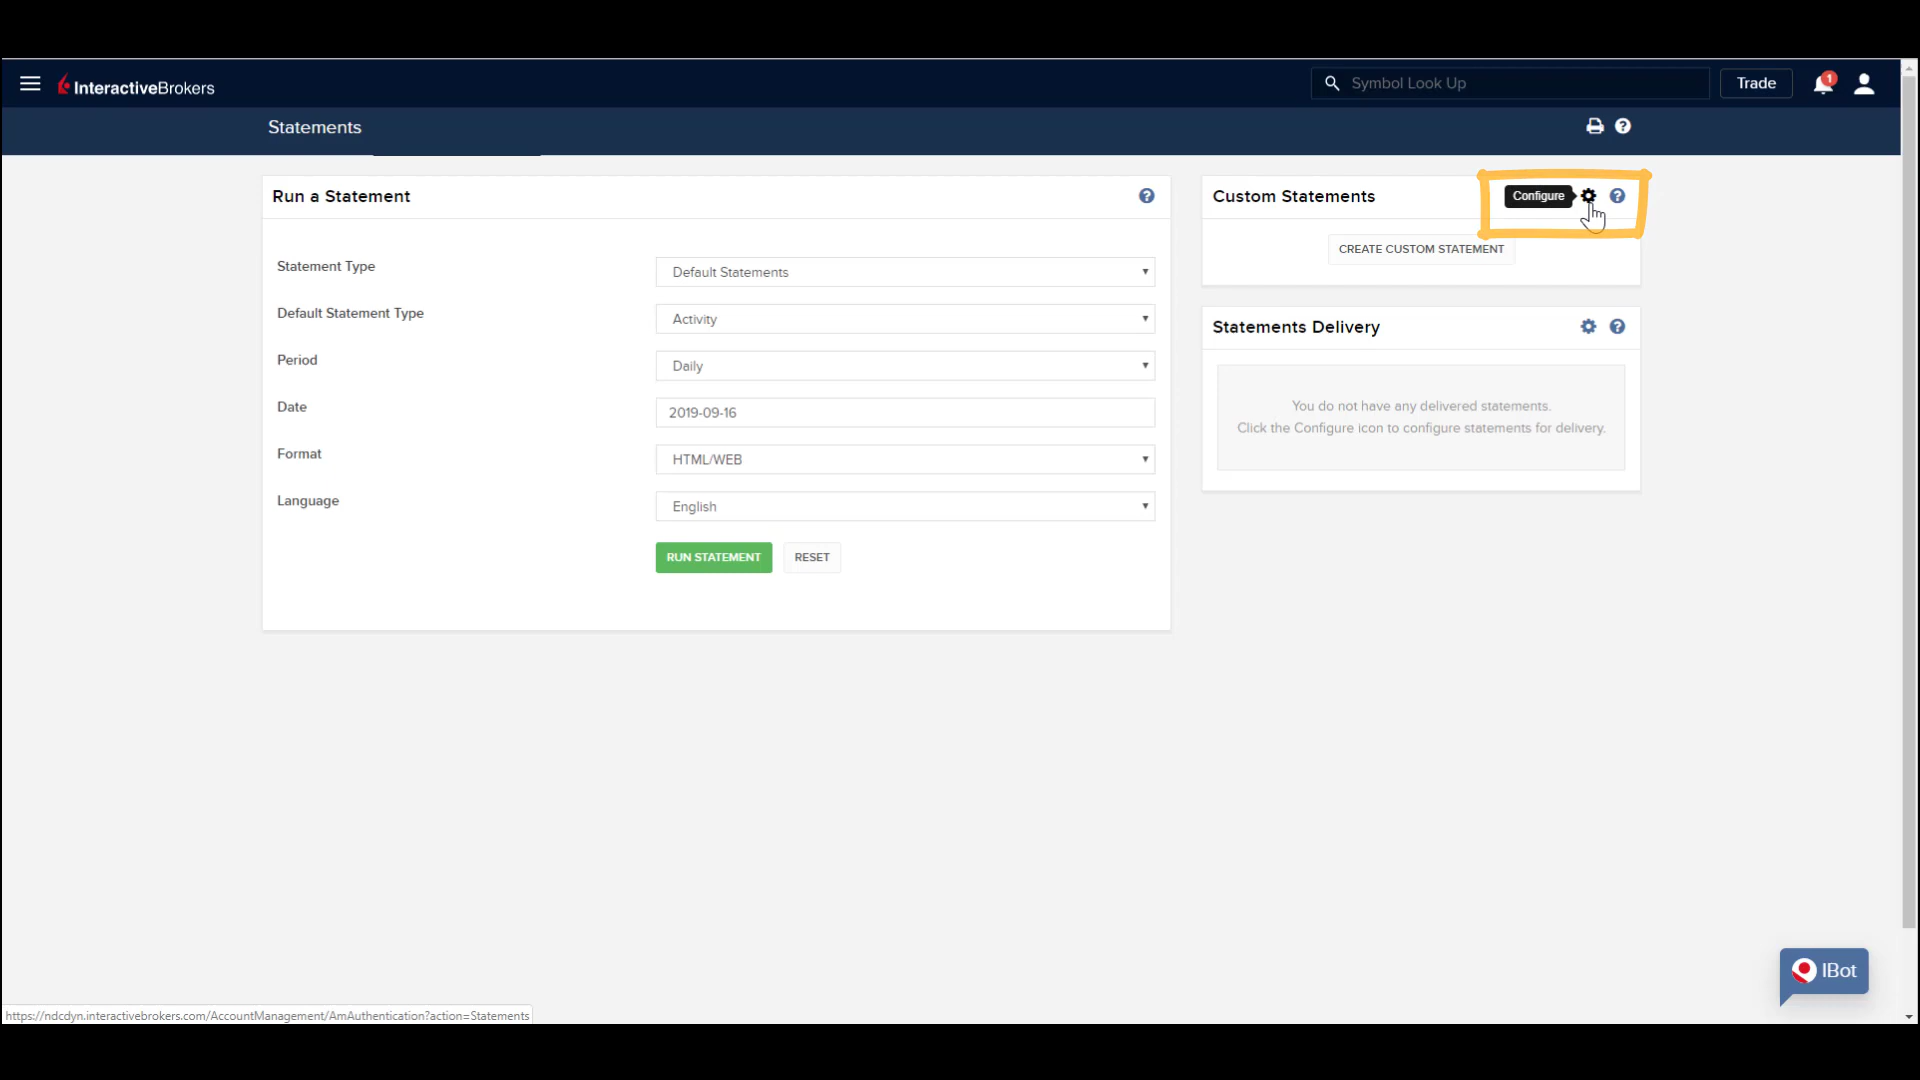 InteractiveBrokers
Symbol Look Up
Trade
1
Statements
Run a Statement
Statement Type
Default Statements
Default Statement Type
Activity
Period
Daily
Date
2019-09-16
Format
HTML/WEB
Language
English
RUN STATEMENT
RESET
Custom Statements
Configure
CREATE CUSTOM STATEMENT
Statements Delivery
You do not have any delivered statements.
Click the Configure icon to configure statements for delivery.
IBot
https://ndcdyn.interactivebrokers.com/AccountManagement/AmAuthentication?action=Statements